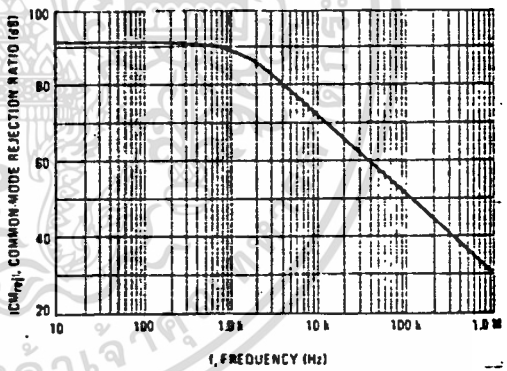 |CMrej|, COMMON-MODE REJECTION RATIO (dB)
100
80
60
40
20
10
100
1.0 k
10 k
100 k
1.0 M
f, FREQUENCY (Hz)